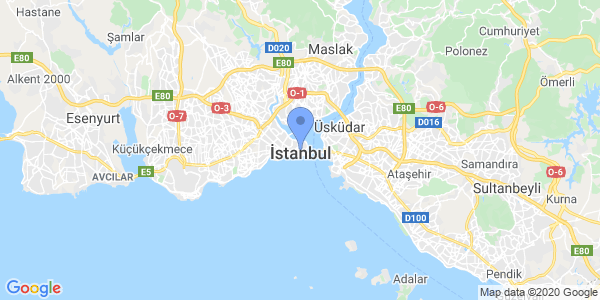 Hastane
Şamlar
Cumhuriyet
D020
Maslak
Polonez
E80
E80
E80
Alkent 2000
Ömerli
O-1
E80
E80
O-3
O-6
Esenyurt
O-7
D016
Üsküdar
Küçükçekmece
İstanbul
Samandıra
AVCILAR
E5
Ataşehir
O-6
Sultanbeyli
Kurna
D100
E80
Pendik
Adalar
Google
Map data ©2020 Google